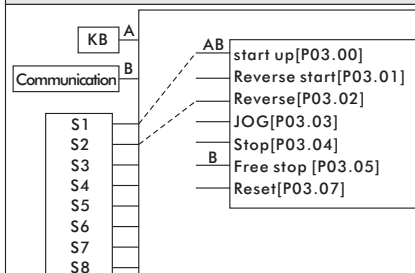 KB
A
Communication
B
S1
S2
S3
S4
S5
S6
S7
S8
AB
start up[P03.00]
Reverse start[P03.01]
Reverse[P03.02]
JOG[P03.03]
Stop[P03.04]
B
Free stop [P03.05]
Reset[P03.07]